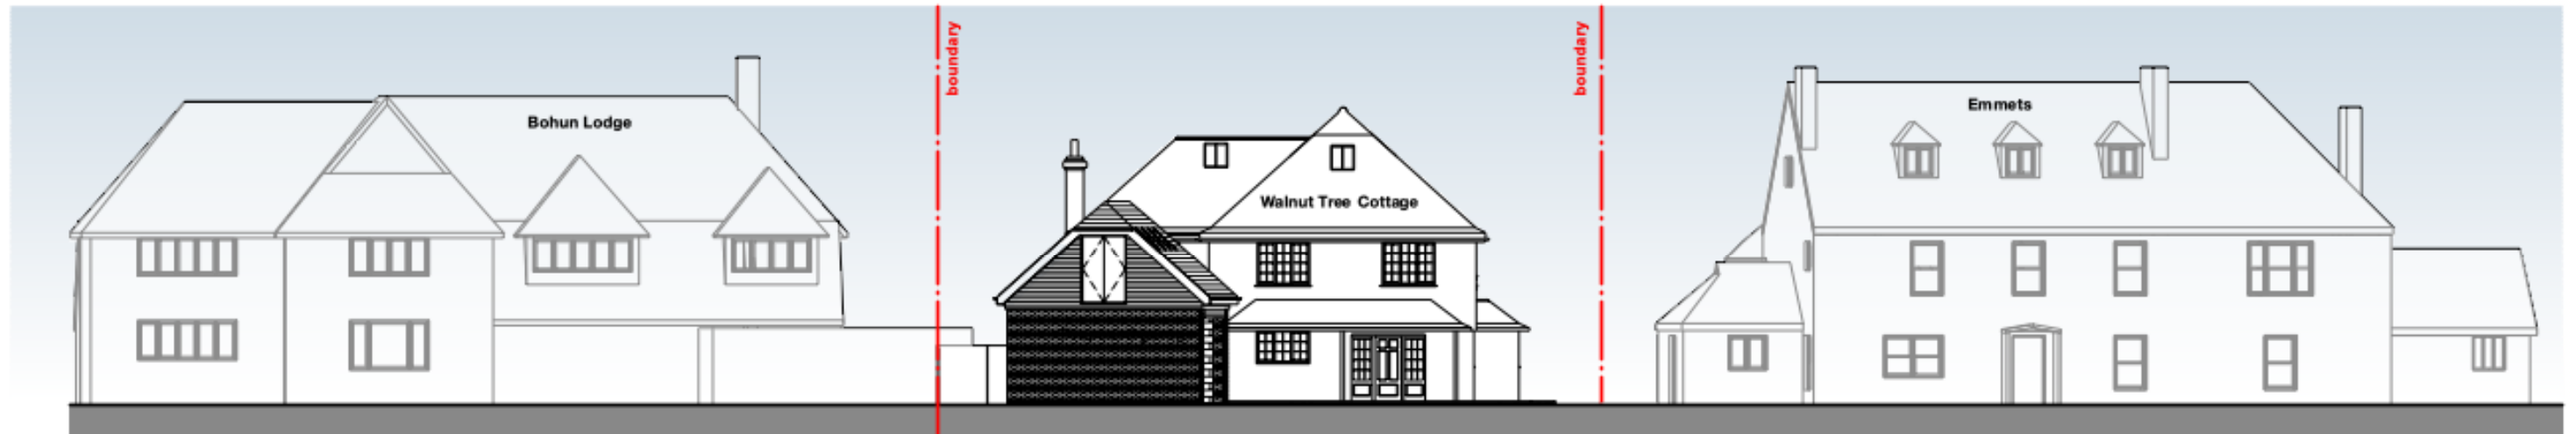 Bohun Lodge
boundary
Walnut Tree Cottage
boundary
Emmets